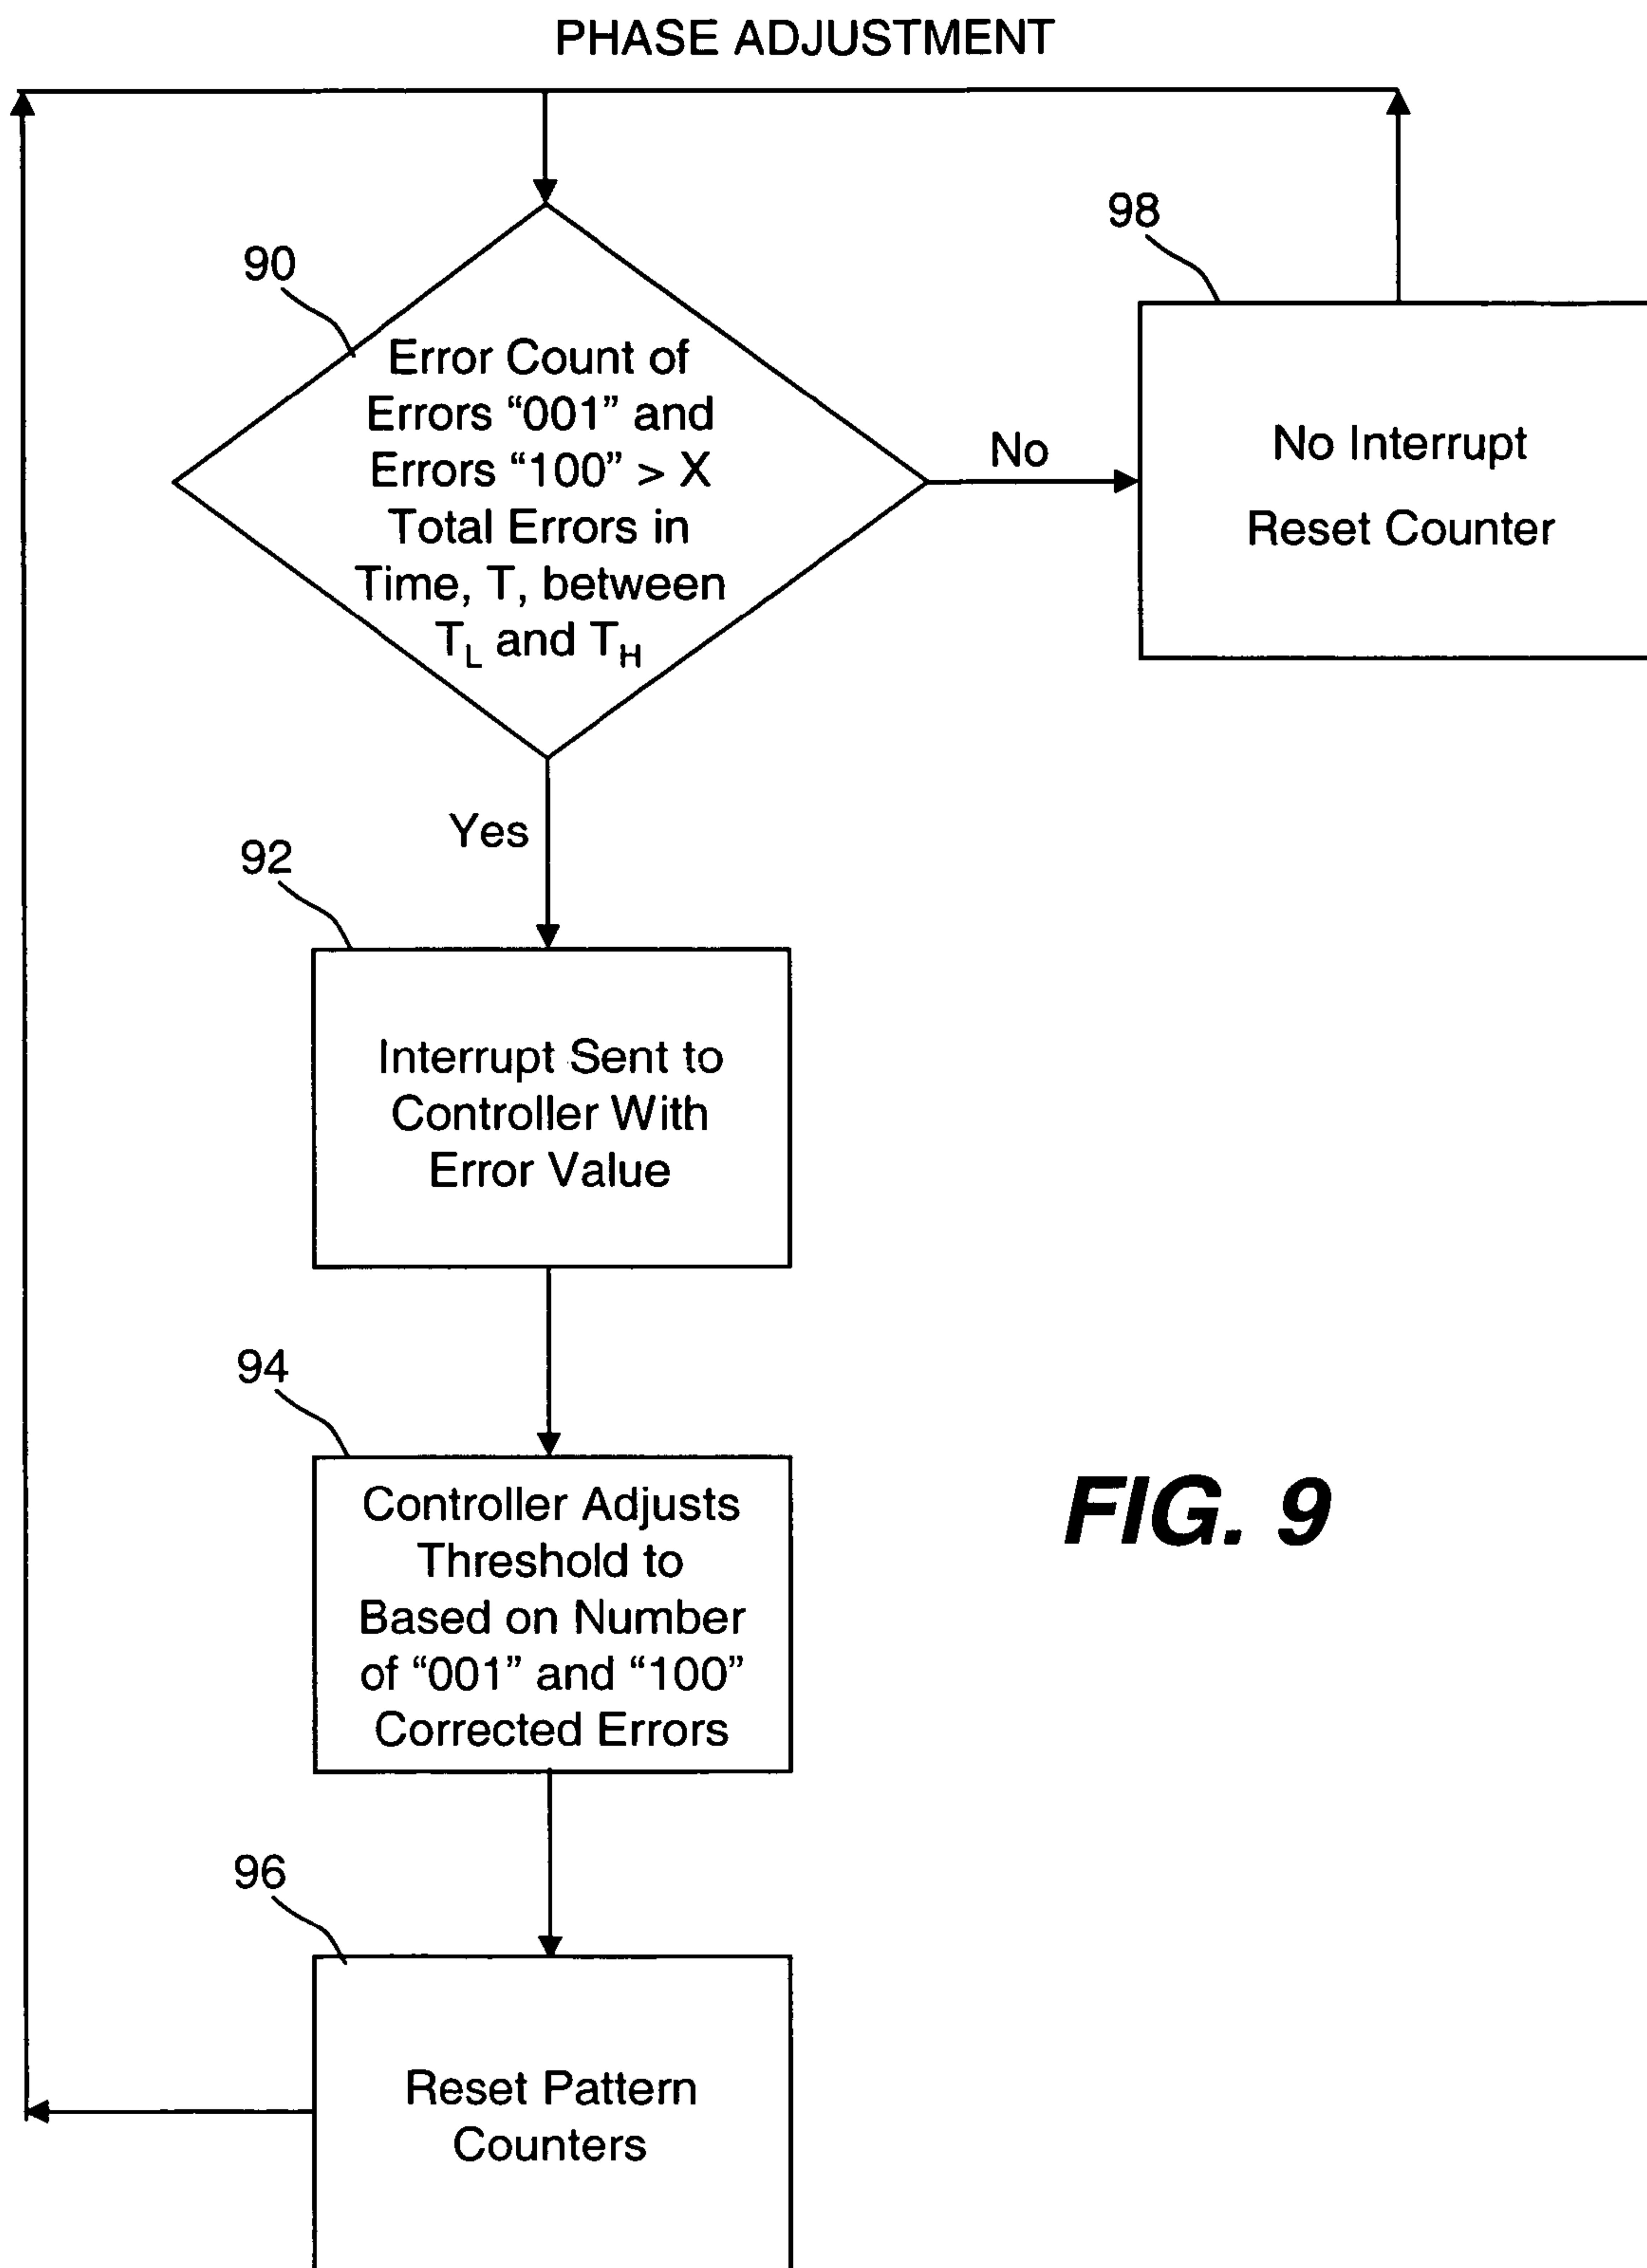 PHASE ADJUSTMENT
90
Error Count of
Errors “001” and
Errors “100” > X
Total Errors in
Time, T, between
TL and TH
No
98
No Interrupt
Reset Counter
Yes
92
Interrupt Sent to
Controller With
Error Value
94
Controller Adjusts
Threshold to
Based on Number
of “001” and “100”
Corrected Errors
FIG. 9
96
Reset Pattern
Counters